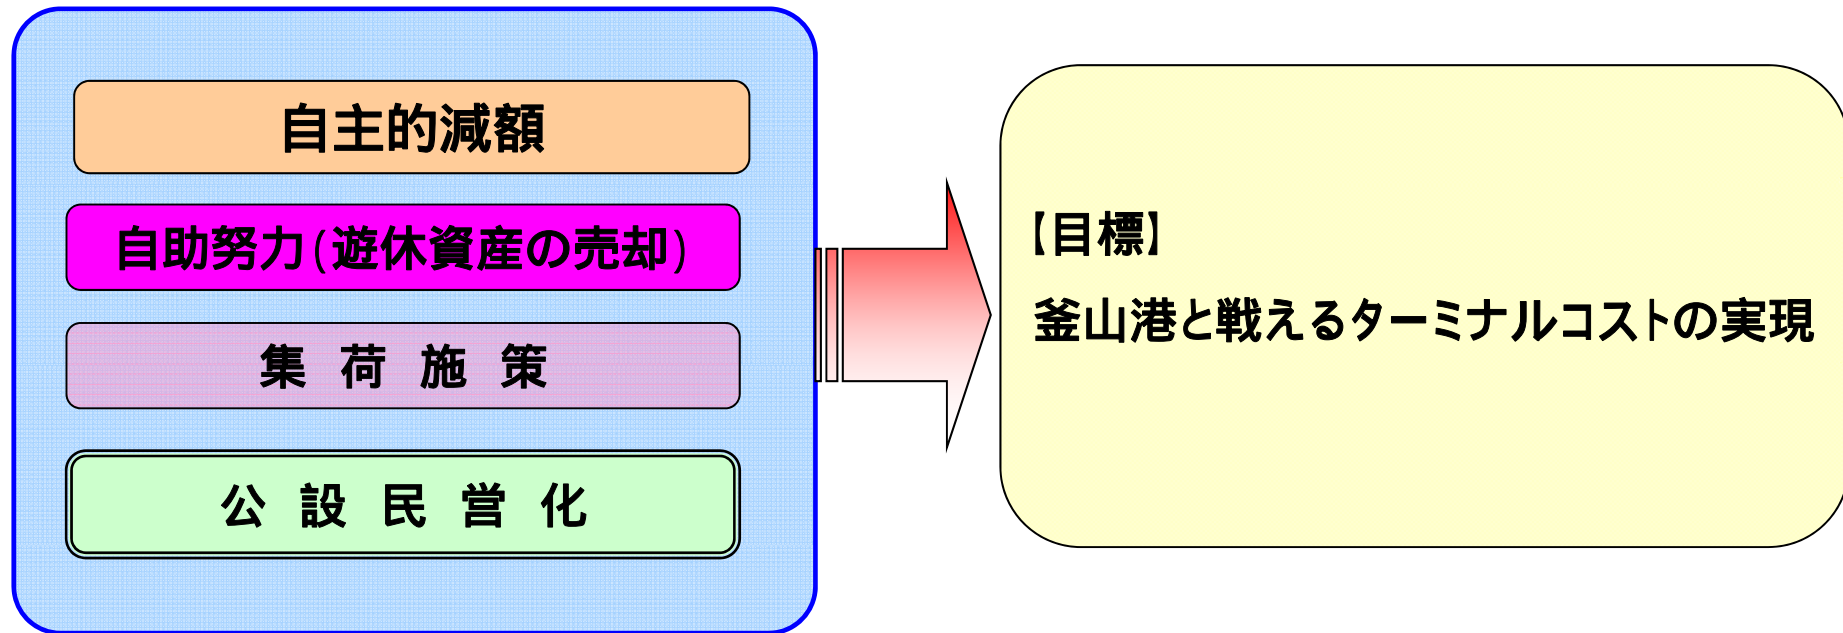 自主的減額
自助努力(遊休資産の売却)
集 荷 施 策
公 設 民 営 化
【目標】
釜山港と戦えるターミナルコストの実現